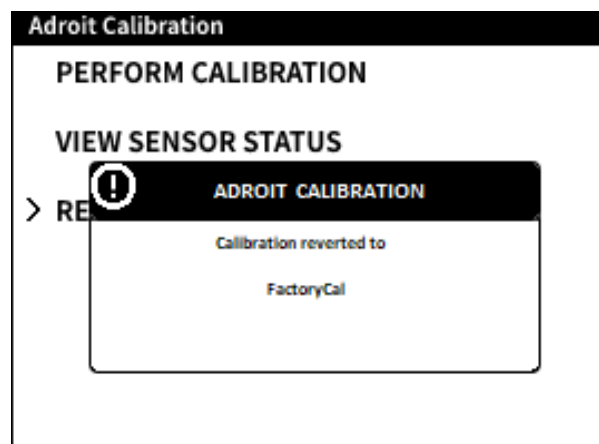 Adroit Calibration
PERFORM CALIBRATION
VIEW SENSOR STATUS
ADROIT CALIBRATION
> RE
Calibration reverted to
FactoryCal